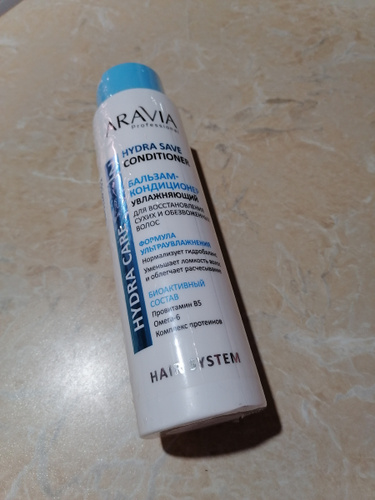 ARAVIA
Professional
HYDRA SAVE
CONDITIONER
БАЛЬЗАМ-
КОНДИЦИОНЕР
УВЛАЖНЯЮЩИЙ
ДЛЯ ВОССТАНОВЛЕНИЯ
СУХИХ И ОБЕЗВОЖЕННЫХ
ВОЛОС
ФОРМУЛА
УЛЬТРАУВЛАЖНЕНИЯ
Нормализует гидробаланс
Уменьшает ломкость волос
и облегчает расчесывание
БИОАКТИВНЫЙ
СОСТАВ
Провитамин B5
Омега-6
Комплекс протеинов
HAIR SYSTEM
HYDRA CARE